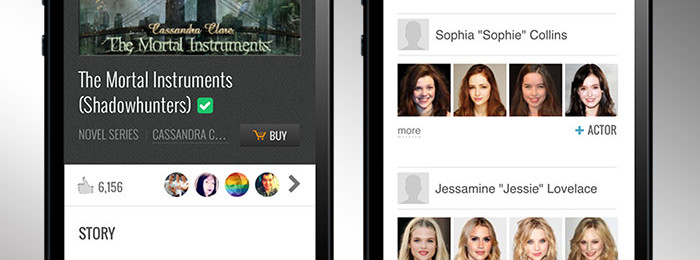 Cassandra Clare
The Mortal Instruments
The Mortal Instruments
(Shadowhunters)
NOVEL SERIES
CASSANDRA C...
BUY
6,156
STORY
Sophia "Sophie" Collins
more
+ ACTOR
Jessamine "Jessie" Lovelace